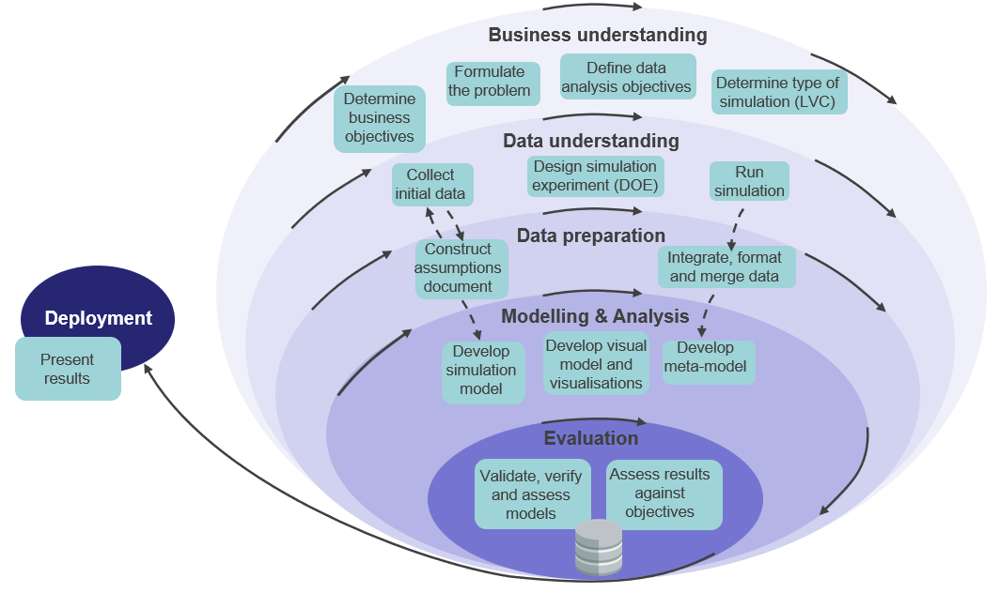 Business understanding
Formulate
the problem
Define data
analysis objectives
Determine type of
simulation (LVC)
Determine
business
objectives
Data understanding
Collect
initial data
Design simulation
experiment (DOE)
Run
simulation
Data preparation
Construct
assumptions
document
Integrate, format
and merge data
Modelling & Analysis
Develop
simulation
model
Develop visual
model and
visualisations
Develop
meta-model
Evaluation
Validate, verify
and assess
models
Assess results
against
objectives
Deployment
Present
results